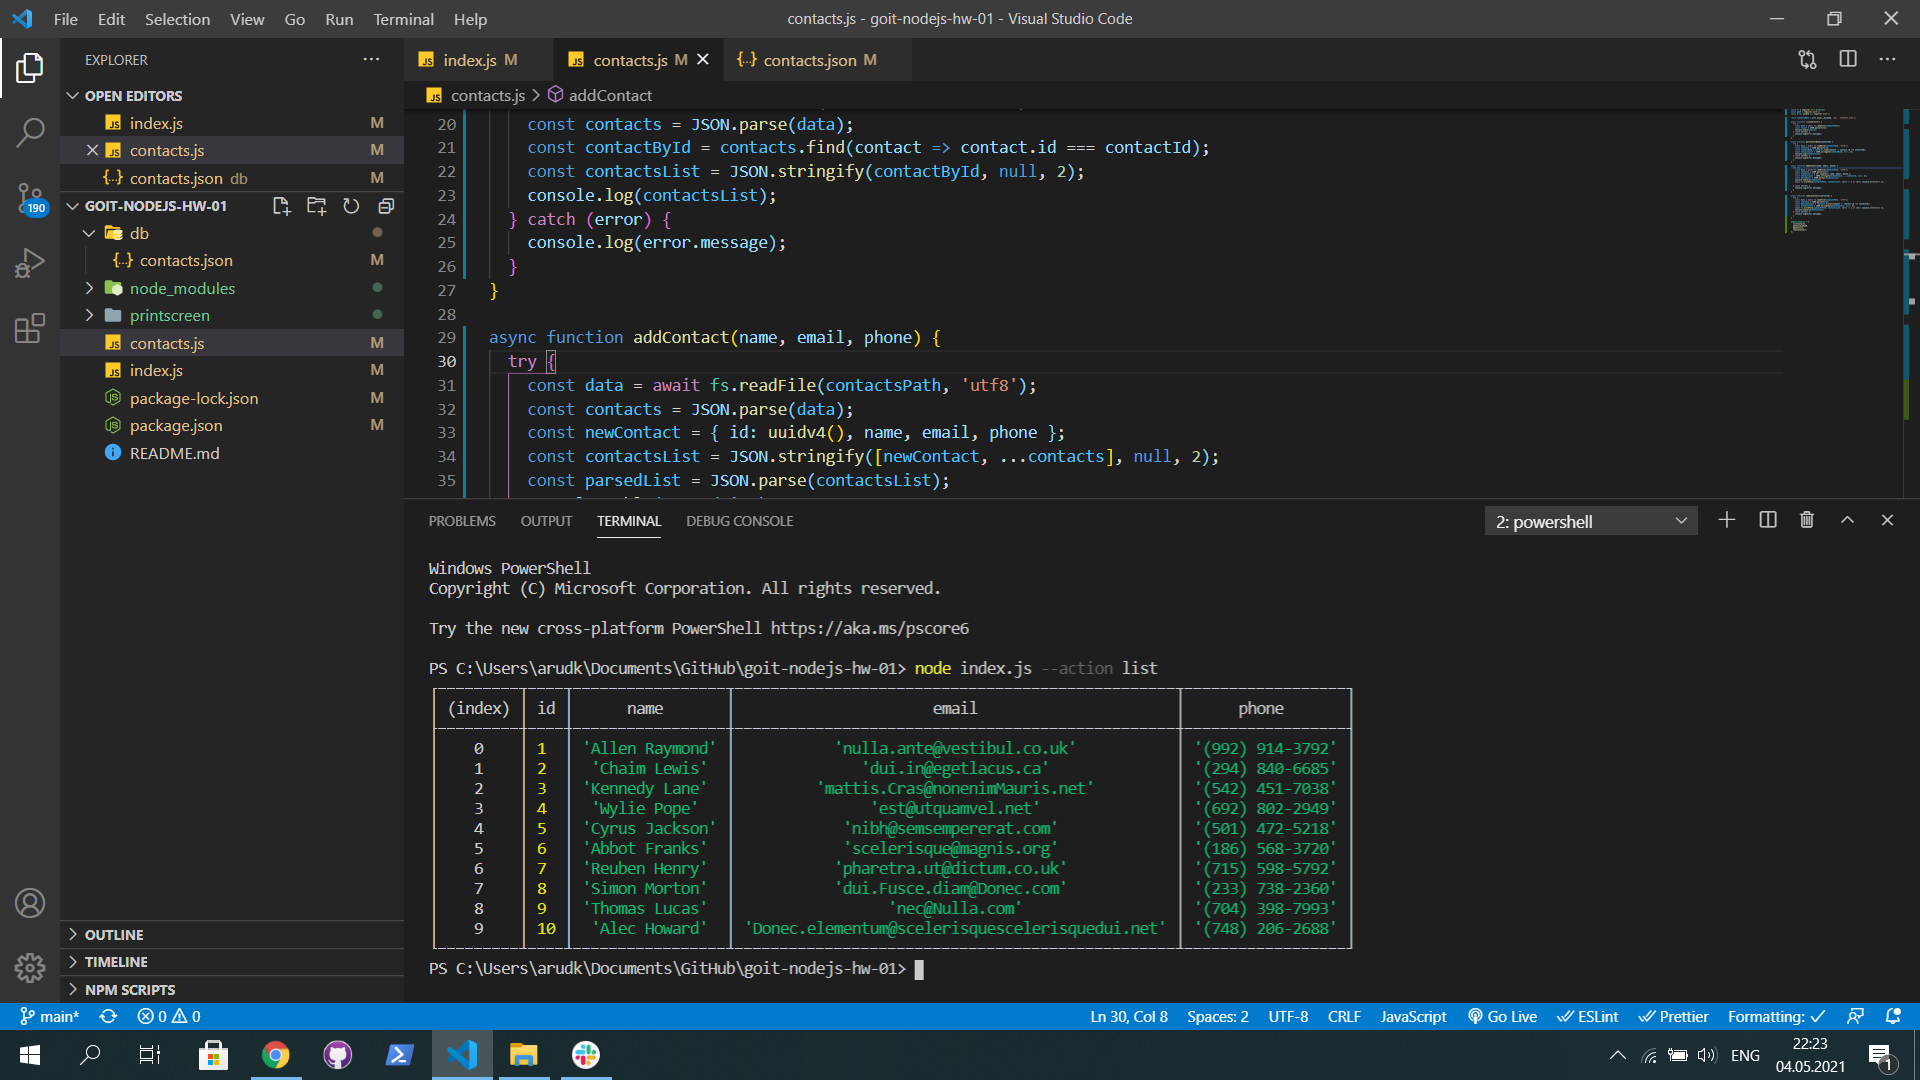 File Edit Selection View Go Run Terminal Help
contacts.js - goit-nodejs-hw-01 - Visual Studio Code
EXPLORER
OPEN EDITORS
index.js M
contacts.js M
contacts.json db M
GOIT-NODEJS-HW-01
db
contacts.json M
node_modules
printscreen
contacts.js M
index.js M
package-lock.json M
package.json M
README.md
OUTLINE
TIMELINE
NPM SCRIPTS
190
index.js M contacts.js M contacts.json M
contacts.js > addContact
20 const contacts = JSON.parse(data);
21 const contactById = contacts.find(contact => contact.id === contactId);
22 const contactsList = JSON.stringify(contactById, null, 2);
23 console.log(contactsList);
24 } catch (error) {
25 console.log(error.message);
26 }
27 }
28
29 async function addContact(name, email, phone) {
30 try {
31 const data = await fs.readFile(contactsPath, 'utf8');
32 const contacts = JSON.parse(data);
33 const newContact = { id: uuidv4(), name, email, phone };
34 const contactsList = JSON.stringify([newContact, ...contacts], null, 2);
35 const parsedList = JSON.parse(contactsList);
PROBLEMS OUTPUT TERMINAL DEBUG CONSOLE
2: powershell
Windows PowerShell
Copyright (C) Microsoft Corporation. All rights reserved.
Try the new cross-platform PowerShell https://aka.ms/pscore6
PS C:\Users\arudk\Documents\GitHub\goit-nodejs-hw-01> node index.js --action list
(index) id name email phone
0 1 'Allen Raymond' 'nulla.ante@vestibul.co.uk' '(992) 914-3792'
1 2 'Chaim Lewis' 'dui.in@egetlacus.ca' '(294) 840-6685'
2 3 'Kennedy Lane' 'mattis.Cras@nonenimMauris.net' '(542) 451-7038'
3 4 'Wylie Pope' 'est@utquamvel.net' '(692) 802-2949'
4 5 'Cyrus Jackson' 'nibh@semsempererat.com' '(501) 472-5218'
5 6 'Abbot Franks' 'scelerisque@magnis.org' '(186) 568-3720'
6 7 'Reuben Henry' 'pharetra.ut@dictum.co.uk' '(715) 598-5792'
7 8 'Simon Morton' 'dui.Fusce.diam@Donec.com' '(233) 738-2360'
8 9 'Thomas Lucas' 'nec@Nulla.com' '(704) 398-7993'
9 10 'Alec Howard' 'Donec.elementum@scelerisquescelerisquedui.net' '(748) 206-2688'
PS C:\Users\arudk\Documents\GitHub\goit-nodejs-hw-01>
main* 0 0 Ln 30, Col 8 Spaces: 2 UTF-8 CRLF JavaScript Go Live ESLint Prettier Formatting:
ENG
22:23
04.05.2021
1